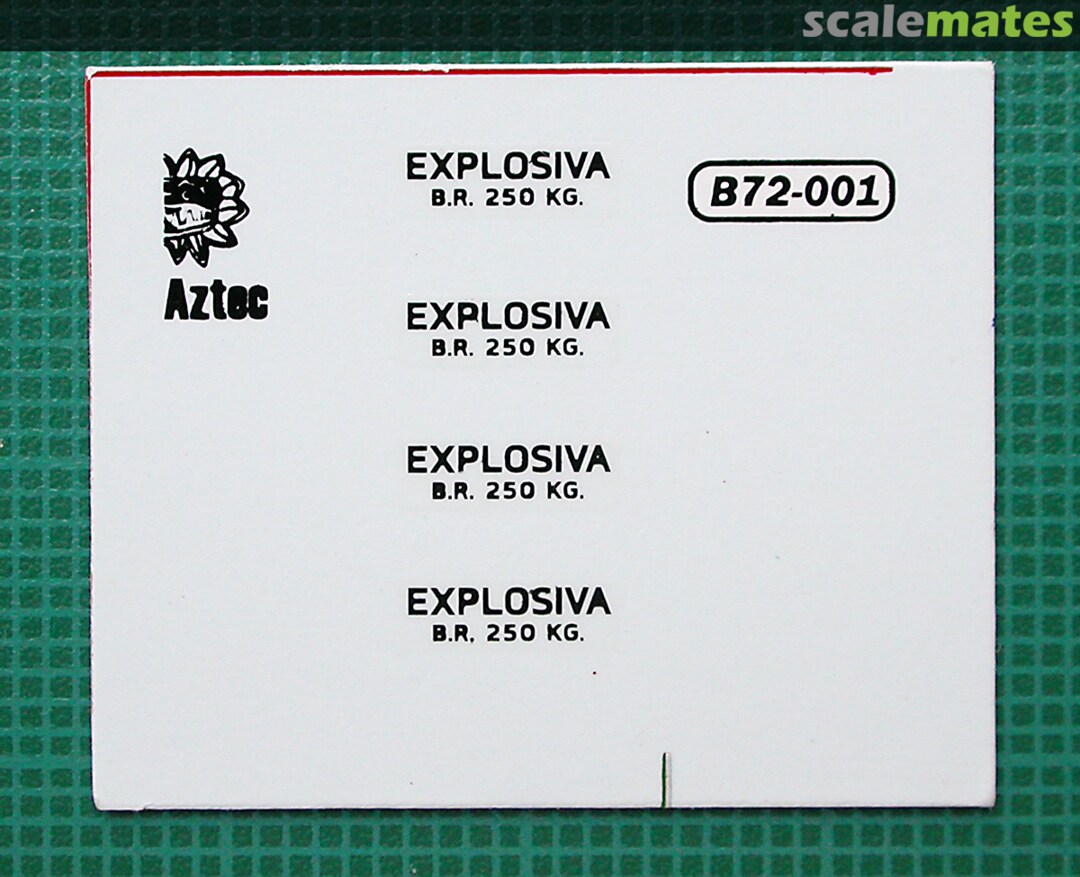 scalemates
Aztec
EXPLOSIVA
B.R. 250 KG.
B72-001
EXPLOSIVA
B.R. 250 KG.
EXPLOSIVA
B.R. 250 KG.
EXPLOSIVA
B.R. 250 KG.